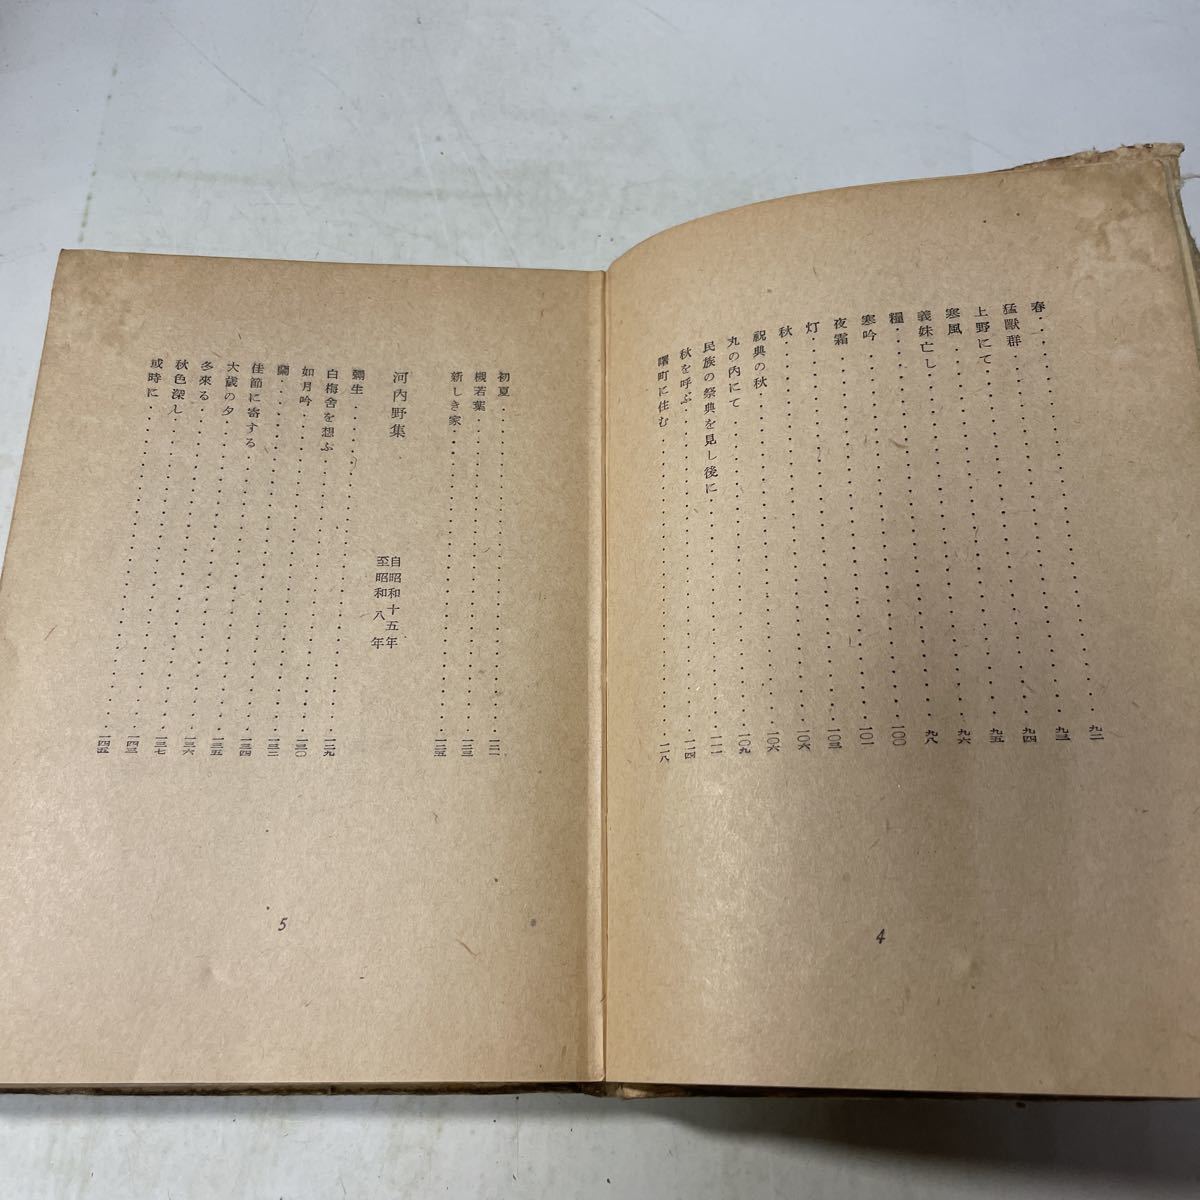 春 九二
猛獸群 九三
上野にて 九四
寒風 九五
義妹亡し 九六
糧 九八
寒吟 一〇〇
夜霜 一〇一
灯 一〇三
秋 一〇六
祝典の秋 一〇六
丸の内にて 一〇九
民族の祭典を見し後に 一一一
秋を呼ぶ 一一四
曙町に住む 一一八
4
初夏 一二一
槻若葉 一二三
新しき家 一二五
河内野集
自昭和十五年
至昭和八年
彌生 一二九
白梅舍を想ふ 一三〇
如月吟 一三二
蘭 一三四
佳節に寄する 一三五
大歳の夕 一三六
冬來る 一三七
秋色深し 一四三
或時に 一四五
5